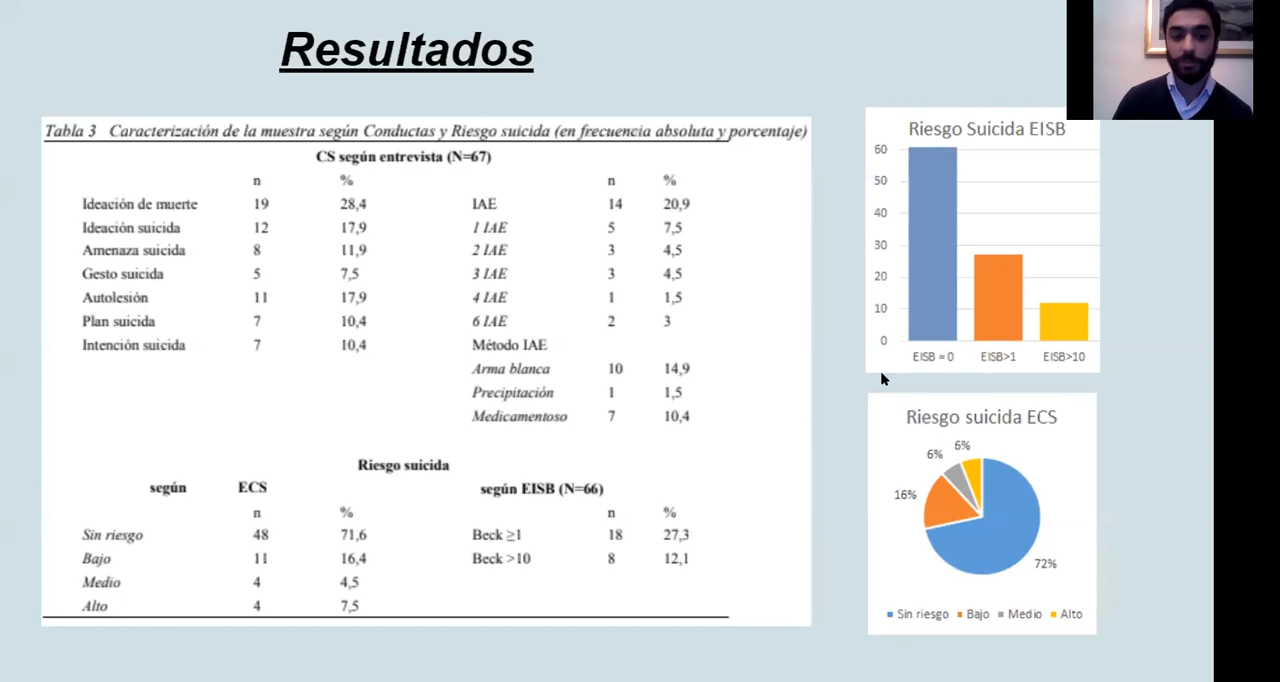 Resultados
Tabla 3 Caracterización de la muestra según Conductas y Riesgo suicida (en frecuencia absoluta y porcentaje)
CS según entrevista (N=67)
n % n %
Ideación de muerte 19 28,4 IAE 14 20,9
Ideación suicida 12 17,9 1 IAE 5 7,5
Amenaza suicida 8 11,9 2 IAE 3 4,5
Gesto suicida 5 7,5 3 IAE 3 4,5
Autolesión 11 17,9 4 IAE 1 1,5
Plan suicida 7 10,4 6 IAE 2 3
Intención suicida 7 10,4 Método IAE
Arma blanca 10 14,9
Precipitación 1 1,5
Medicamentoso 7 10,4
Riesgo suicida
según ECS según EISB (N=66)
n % n %
Sin riesgo 48 71,6 Beck ≥1 18 27,3
Bajo 11 16,4 Beck >10 8 12,1
Medio 4 4,5
Alto 4 7,5
Riesgo Suicida EISB
60
50
40
30
20
10
0
EISB = 0 EISB>1 EISB>10
Riesgo suicida ECS
6%
6%
16%
72%
Sin riesgo Bajo Medio Alto